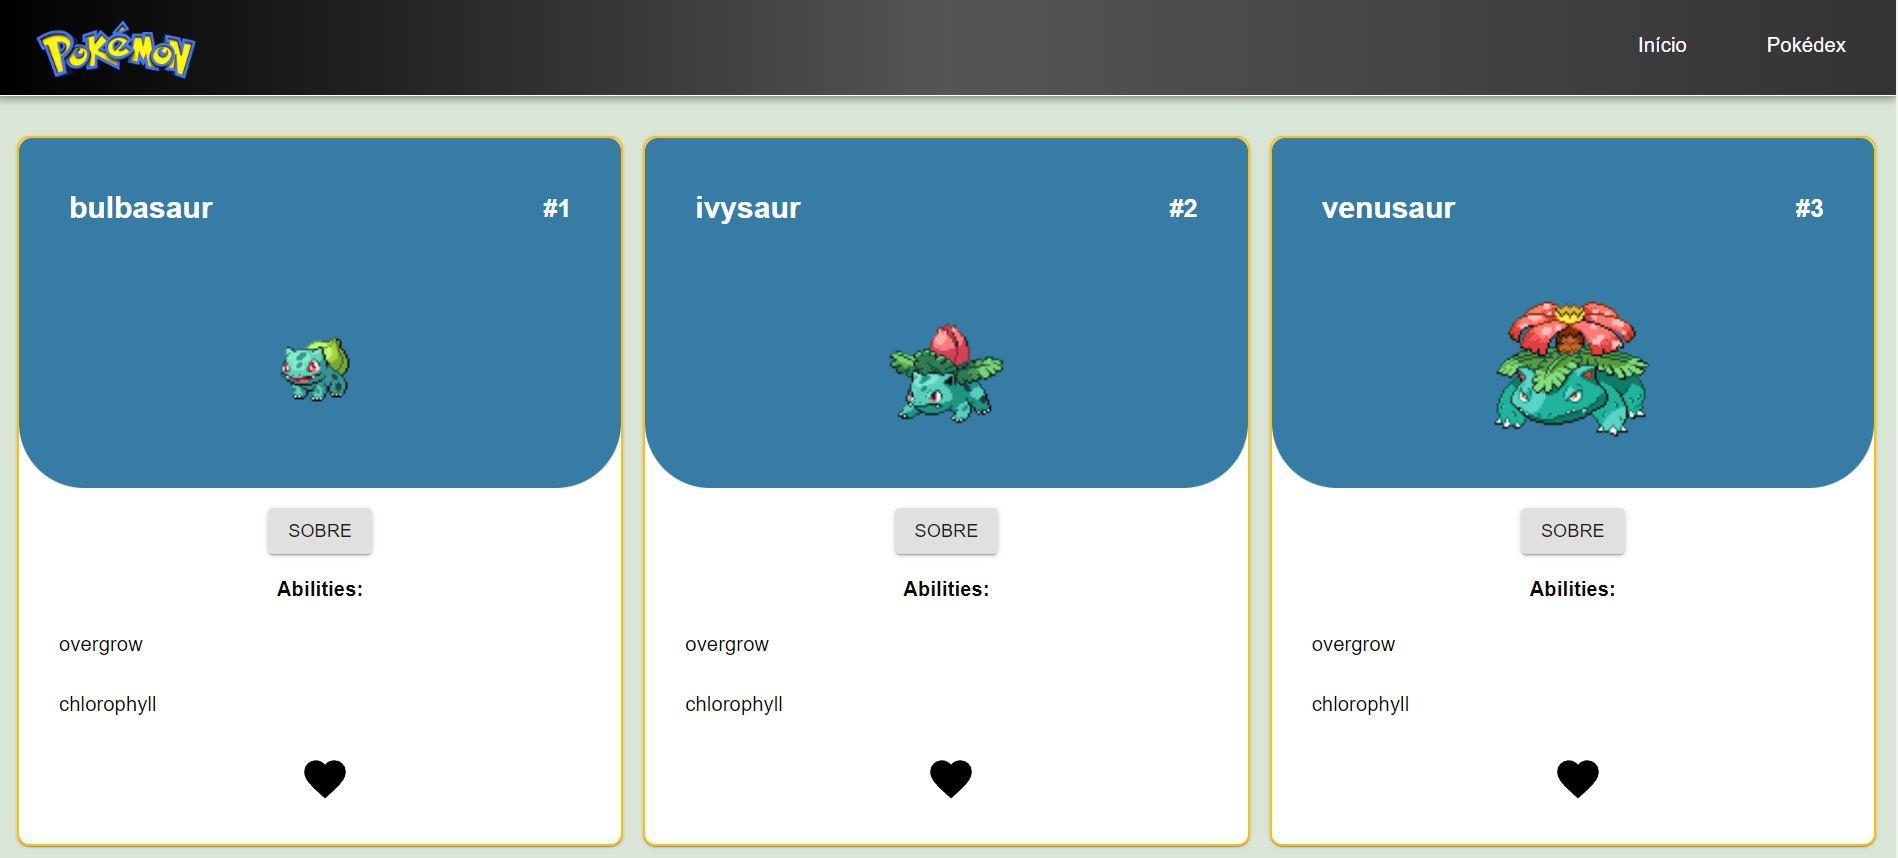 Pokémon
Início
Pokédex
bulbasaur #1
SOBRE
Abilities:
overgrow
chlorophyll
ivysaur #2
SOBRE
Abilities:
overgrow
chlorophyll
venusaur #3
SOBRE
Abilities:
overgrow
chlorophyll